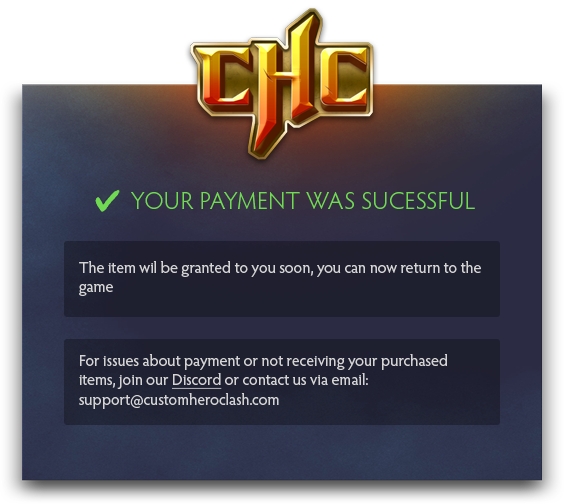 CHC
YOUR PAYMENT WAS SUCESSFUL
The item wil be granted to you soon, you can now return to the
game
For issues about payment or not receiving your purchased
items, join our Discord or contact us via email:
support@customheroclash.com